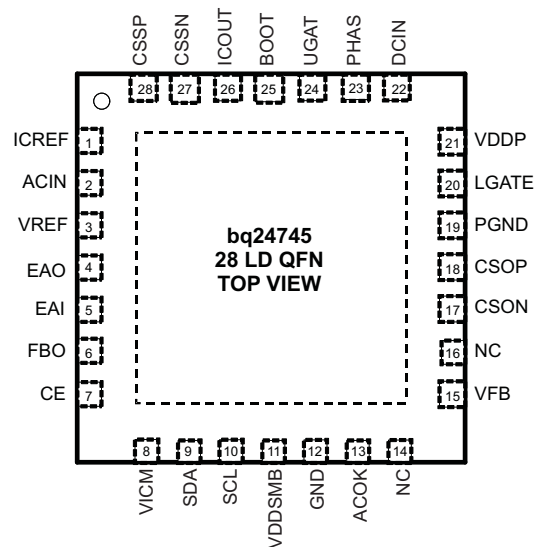 CSSP
CSSN
ICOUT
BOOT
UGAT
PHAS
DCIN
28
27
26
25
24
23
22
ICREF 1
ACIN 2
VREF 3
EAO 4
EAI 5
FBO 6
CE 7
bq24745
28 LD QFN
TOP VIEW
21 VDDP
20 LGATE
19 PGND
18 CSOP
17 CSON
16 NC
15 VFB
8
9
10
11
12
13
14
VICM
SDA
SCL
VDDSMB
GND
ACOK
NC